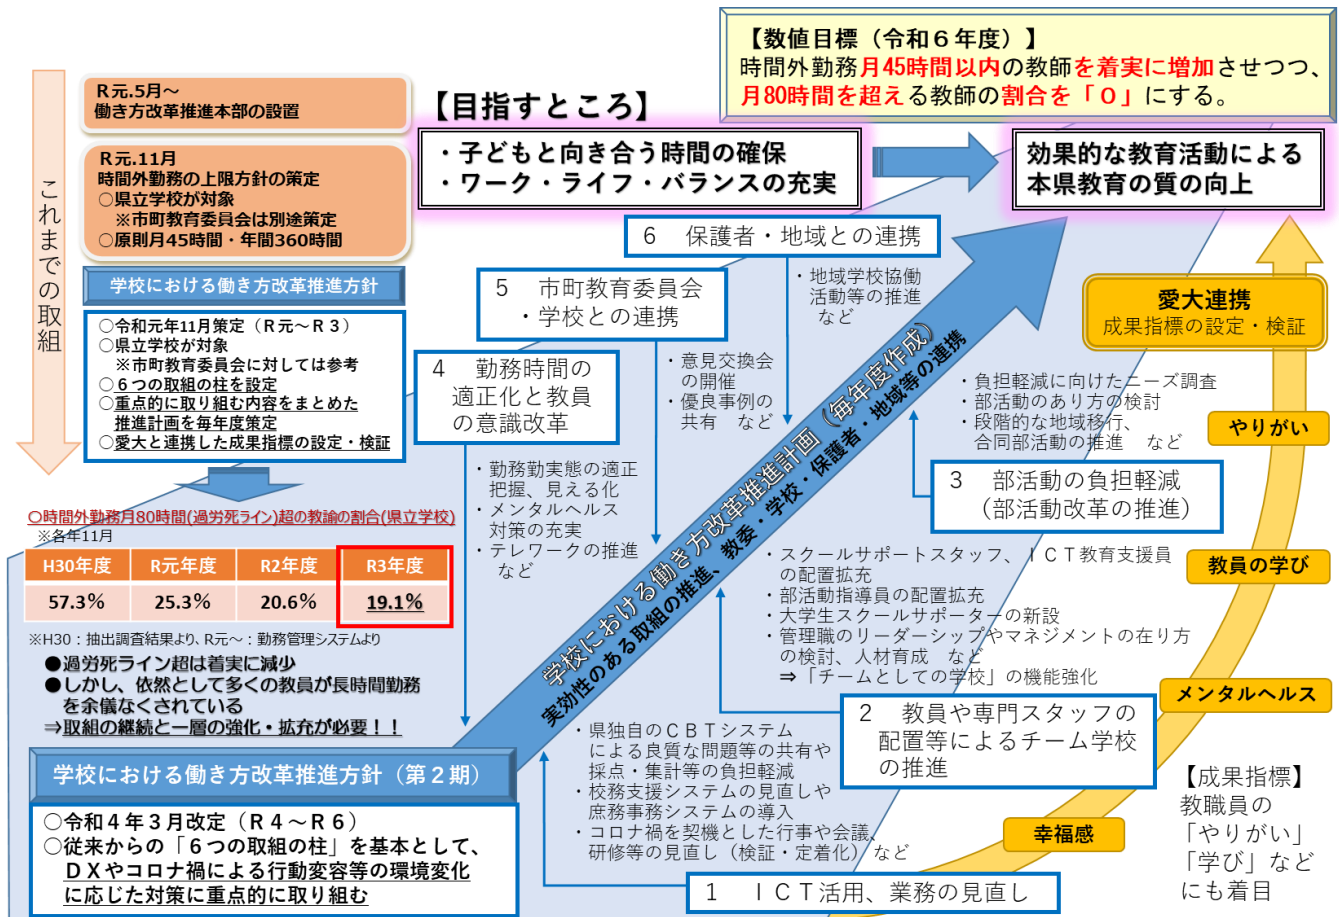 【数値目標（令和６年度）】
時間外勤務月45時間以内の教師を着実に増加させつつ、
月80時間を超える教師の割合を「０」にする。
これまでの取組
Ｒ元.5月～
働き方改革推進本部の設置
Ｒ元.11月
時間外勤務の上限方針の策定
○県立学校が対象
※市町教育委員会は別途策定
○原則月45時間・年間360時間
学校における働き方改革推進方針
○令和元年11月策定（Ｒ元～Ｒ３）
○県立学校が対象
※市町教育委員会に対しては参考
○６つの取組の柱を設定
○重点的に取り組む内容をまとめた
推進計画を毎年度策定
○愛大と連携した成果指標の設定・検証
○時間外勤務月80時間(過労死ライン)超の教諭の割合(県立学校)
※各年11月
H30年度 R元年度 R2年度 R3年度
57.3% 25.3% 20.6% 19.1%
※H30：抽出調査結果より、R元～：勤務管理システムより
●過労死ライン超は着実に減少
●しかし、依然として多くの教員が長時間勤務
を余儀なくされている
⇒取組の継続と一層の強化・拡充が必要！！
学校における働き方改革推進方針（第２期）
○令和４年３月改定（Ｒ４～Ｒ６）
○従来からの「６つの取組の柱」を基本として、
ＤＸやコロナ禍による行動変容等の環境変化
に応じた対策に重点的に取り組む
【目指すところ】
・子どもと向き合う時間の確保
・ワーク・ライフ・バランスの充実
効果的な教育活動による
本県教育の質の向上
６　保護者・地域との連携
・地域学校協働
活動等の推進
など
５　市町教育委員会
・学校との連携
・意見交換会
の開催
・優良事例の
共有　など
４　勤務時間の
適正化と教員
の意識改革
・勤務勤実態の適正
把握、見える化
・メンタルヘルス
対策の充実
・テレワークの推進
など
学校における働き方改革推進計画（毎年度作成）
実効性のある取組の推進、教委・学校・保護者・地域等の連携
・負担軽減に向けたニーズ調査
・部活動のあり方の検討
・段階的な地域移行、
合同部活動の推進　など
３　部活動の負担軽減
（部活動改革の推進）
・スクールサポートスタッフ、ＩＣＴ教育支援員
の配置拡充
・部活動指導員の配置拡充
・大学生スクールサポーターの新設
・管理職のリーダーシップやマネジメントの在り方
の検討、人材育成　など
⇒「チームとしての学校」の機能強化
２　教員や専門スタッフの
配置等によるチーム学校
の推進
・県独自のＣＢＴシステム
による良質な問題等の共有や
採点・集計等の負担軽減
・校務支援システムの見直しや
庶務事務システムの導入
・コロナ禍を契機とした行事や会議、
研修等の見直し（検証・定着化）など
１　ＩＣＴ活用、業務の見直し
愛大連携
成果指標の設定・検証
やりがい
教員の学び
メンタルヘルス
幸福感
【成果指標】
教職員の
「やりがい」
「学び」など
にも着目